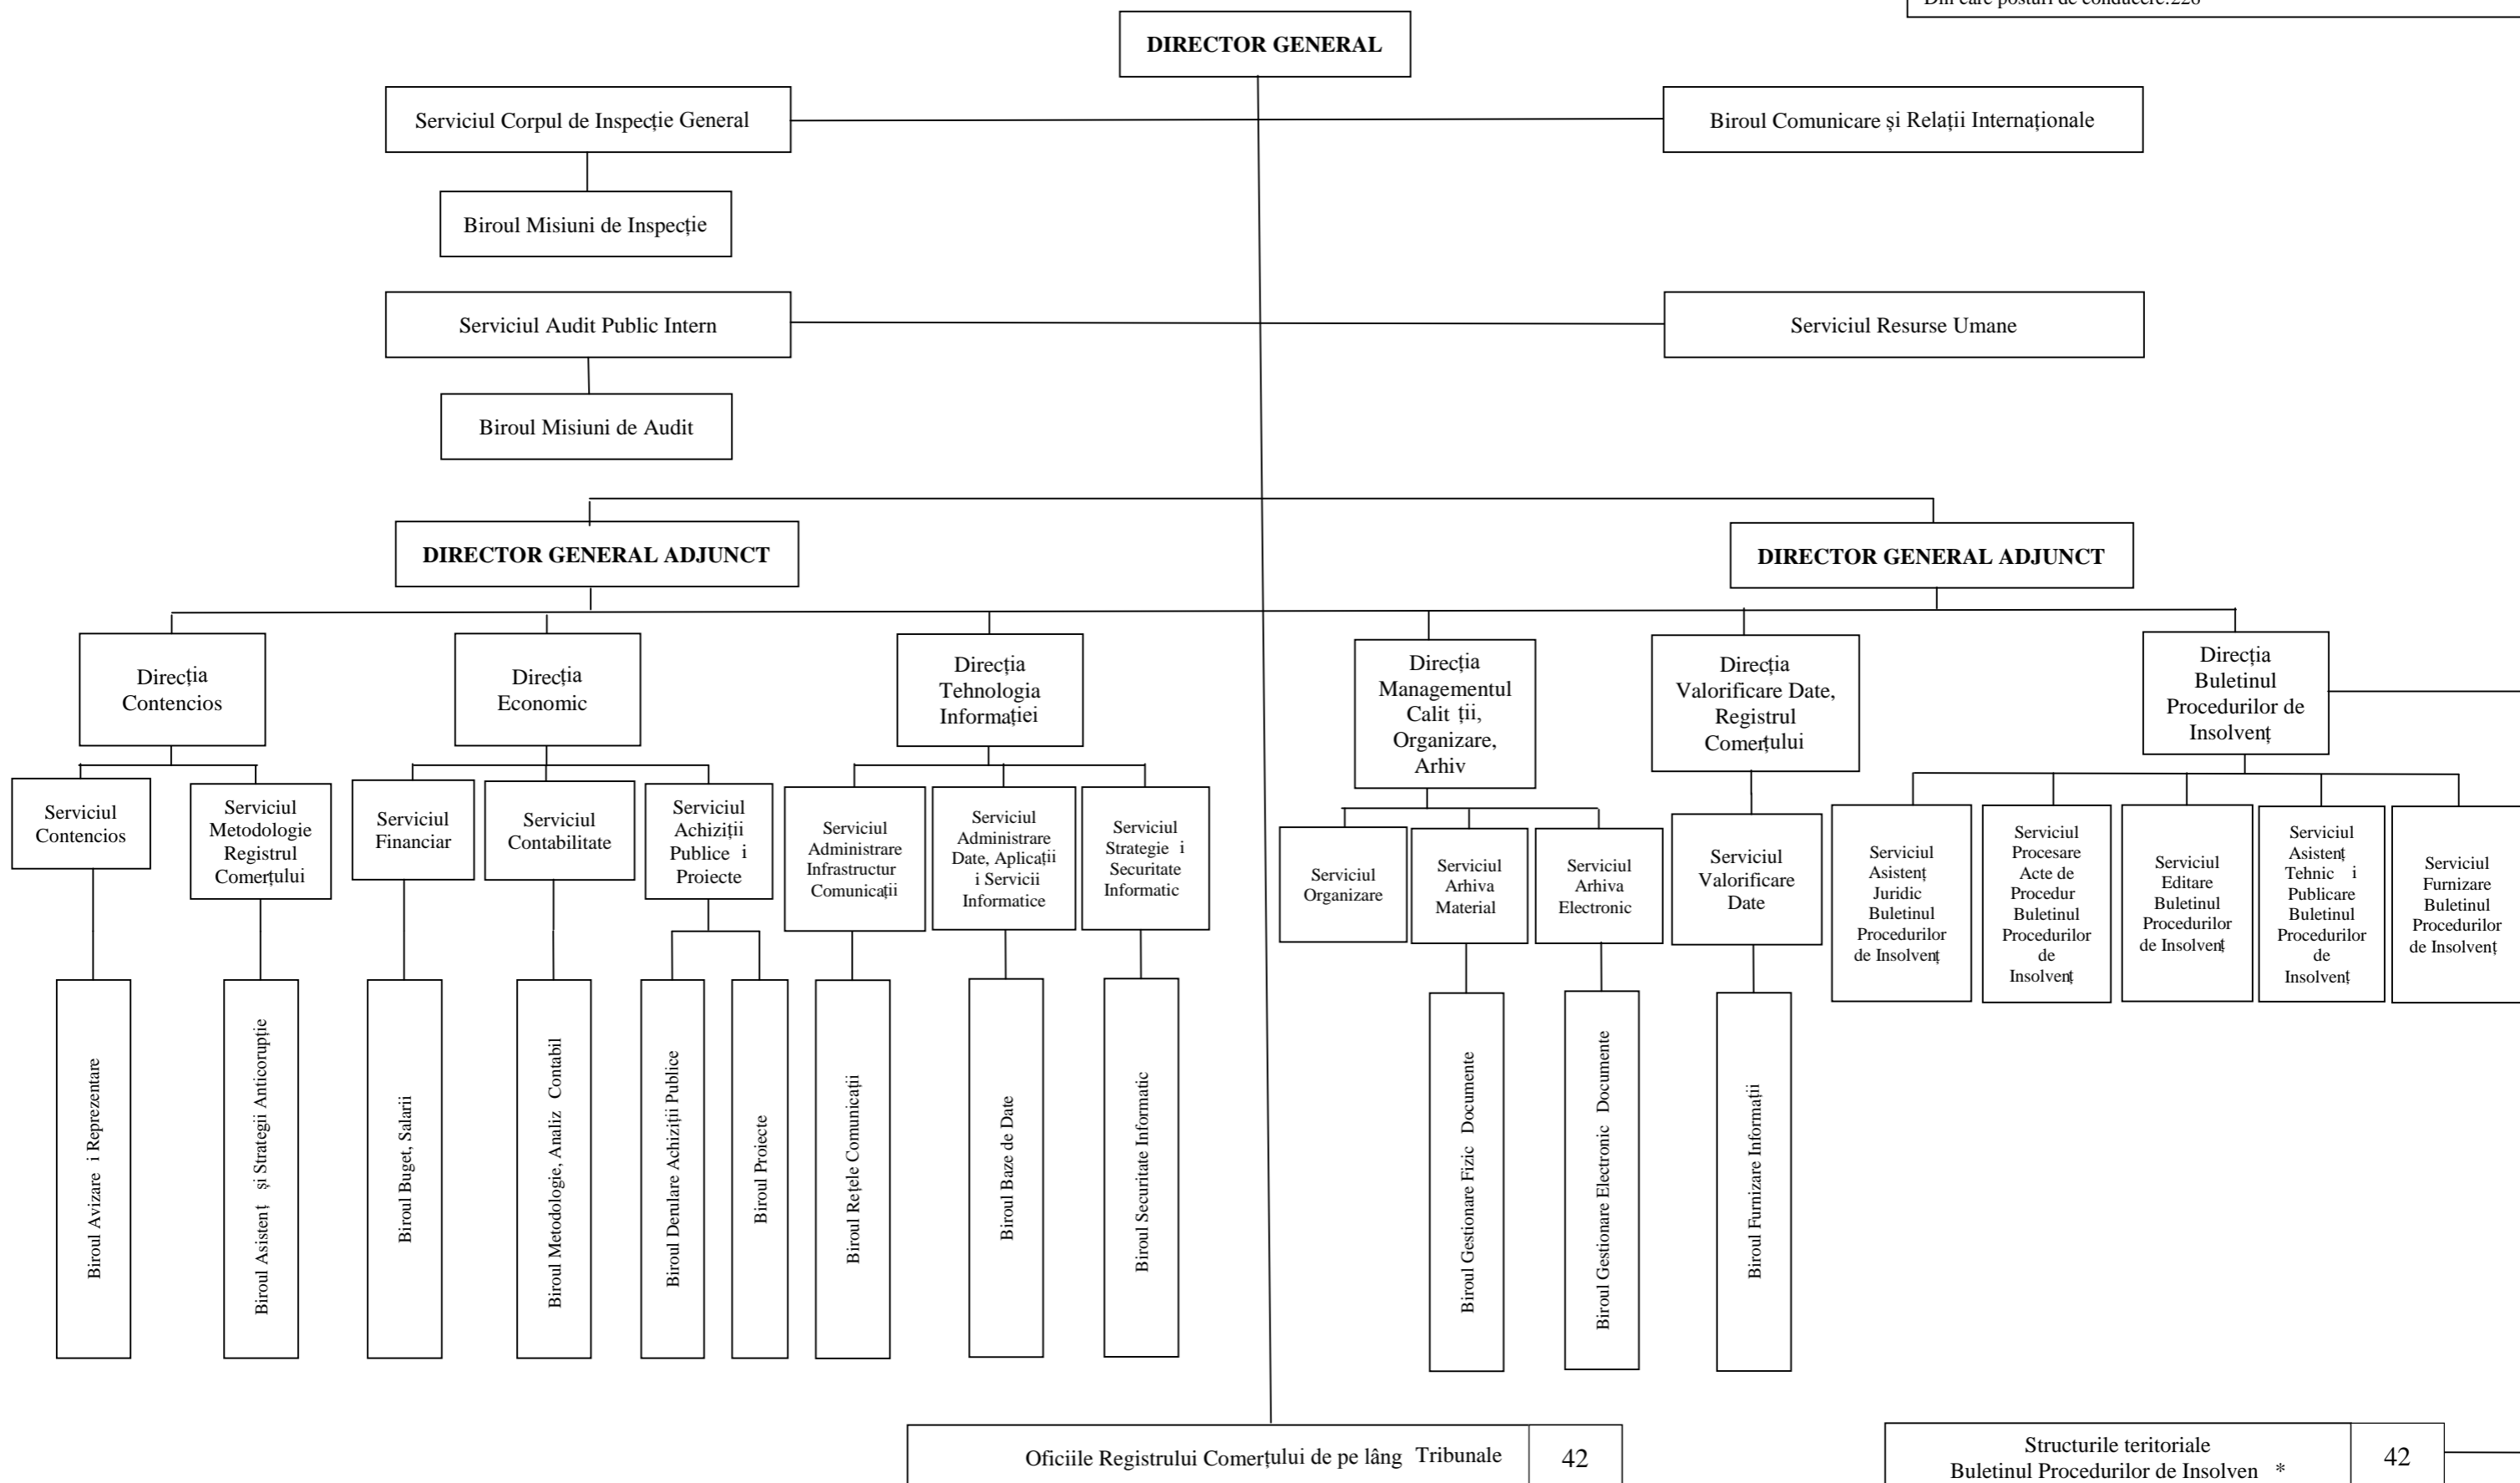 Din care posturi de conducere:226
DIRECTOR GENERAL
Serviciul Corpul de Inspecție General
Biroul Comunicare și Relații Internaționale
Biroul Misiuni de Inspecție
Serviciul Audit Public Intern
Serviciul Resurse Umane
Biroul Misiuni de Audit
DIRECTOR GENERAL ADJUNCT
DIRECTOR GENERAL ADJUNCT
Direcția
Contencios
Direcția
Economic
Direcția
Tehnologia
Informației
Direcția
Managementul
Calit ții,
Organizare,
Arhiv
Direcția
Valorificare Date,
Registrul
Comerțului
Direcția
Buletinul
Procedurilor de
Insolvenț
Serviciul
Contencios
Serviciul
Metodologie
Registrul
Comerțului
Serviciul
Financiar
Serviciul
Contabilitate
Serviciul
Achiziții
Publice i
Proiecte
Serviciul
Administrare
Infrastructur
Comunicații
Serviciul
Administrare
Date, Aplicații
i Servicii
Informatice
Serviciul
Strategie i
Securitate
Informatic
Serviciul
Organizare
Serviciul
Arhiva
Material
Serviciul
Arhiva
Electronic
Serviciul
Valorificare
Date
Serviciul
Asistenț
Juridic
Buletinul
Procedurilor
de Insolvenț
Serviciul
Procesare
Acte de
Procedur
Buletinul
Procedurilor
de
Insolvenț
Serviciul
Editare
Buletinul
Procedurilor
de Insolvenț
Serviciul
Asistenț
Tehnic i
Publicare
Buletinul
Procedurilor
de
Insolvenț
Serviciul
Furnizare
Buletinul
Procedurilor
de Insolvenț
Biroul Avizare i Reprezentare
Biroul Asistenț și Strategii Anticorupție
Biroul Buget, Salarii
Biroul Metodologie, Analiz Contabil
Biroul Derulare Achiziții Publice
Biroul Proiecte
Biroul Rețele Comunicații
Biroul Baze de Date
Biroul Securitate Informatic
Biroul Gestionare Fizic Documente
Biroul Gestionare Electronic Documente
Biroul Furnizare Informații
Oficiile Registrului Comerțului de pe lâng Tribunale 42
Structurile teritoriale
Buletinul Procedurilor de Insolven * 42